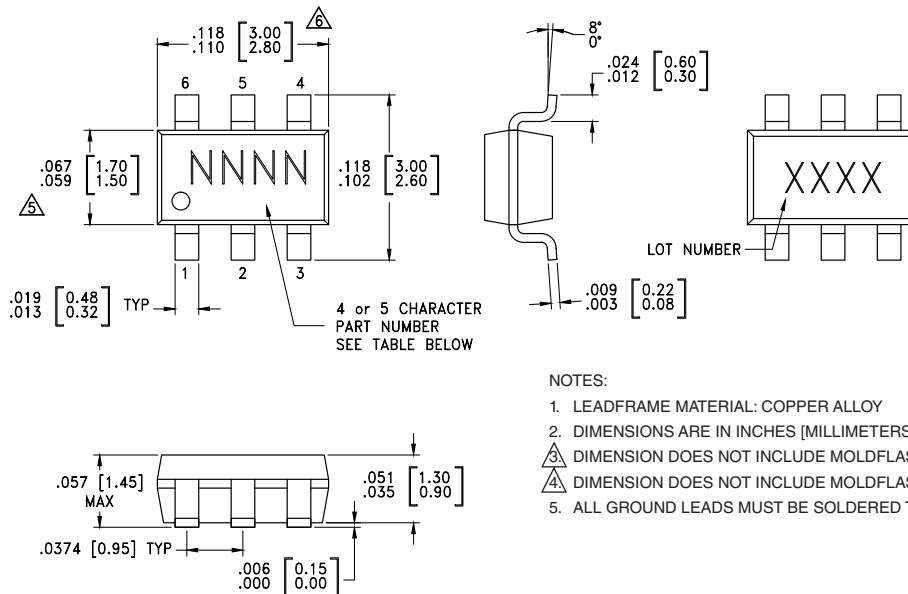 6
.118 [3.00]
.110 [2.80]
6 5 4
.067 [1.70]
.059 [1.50]
5
NNNN
.118 [3.00]
.102 [2.60]
1 2 3
.019 [0.48] TYP
.013 [0.32]
4 or 5 CHARACTER
PART NUMBER
SEE TABLE BELOW
8°
0°
.024 [0.60]
.012 [0.30]
.009 [0.22]
.003 [0.08]
XXXX
LOT NUMBER
.057 [1.45]
MAX
.051 [1.30]
.035 [0.90]
.0374 [0.95] TYP
.006 [0.15]
.000 [0.00]
NOTES:
1. LEADFRAME MATERIAL: COPPER ALLOY
2. DIMENSIONS ARE IN INCHES [MILLIMETERS
3. DIMENSION DOES NOT INCLUDE MOLDFLAS
4. DIMENSION DOES NOT INCLUDE MOLDFLAS
5. ALL GROUND LEADS MUST BE SOLDERED